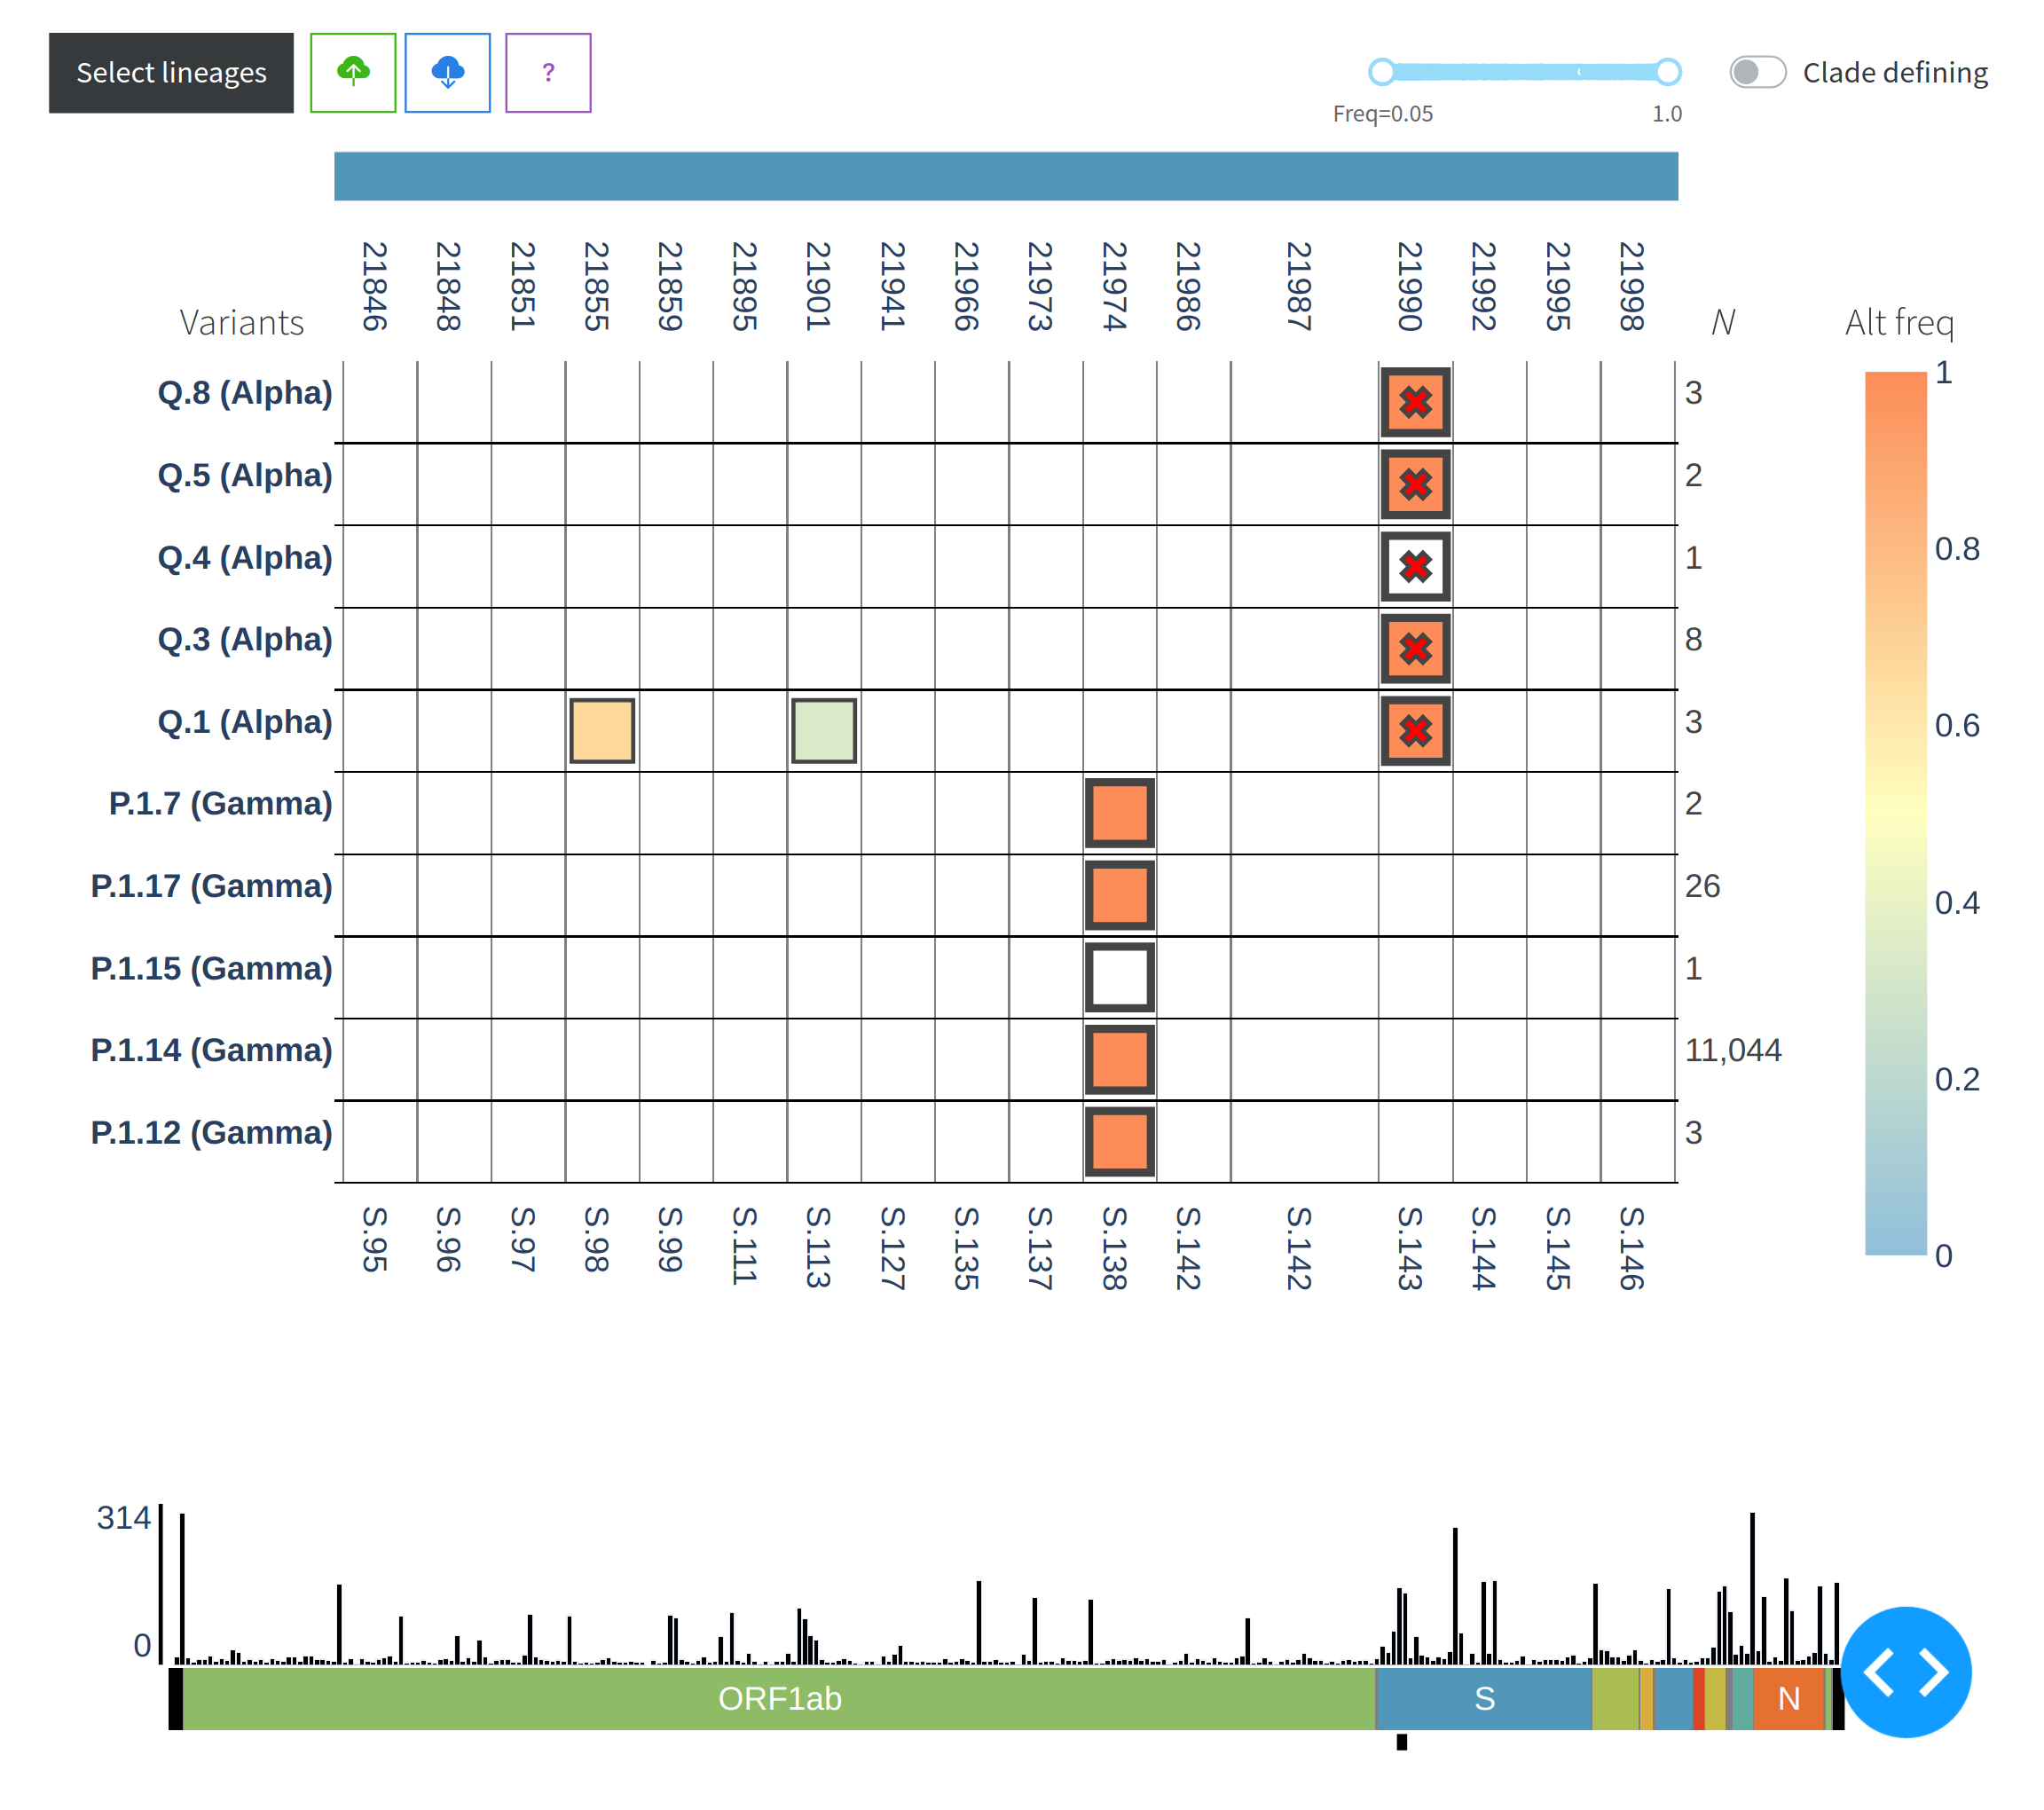 Select lineages
?
Freq=0.05
1.0
Clade defining
21846 21848 21851 21855 21859 21895 21901 21941 21966 21973 21974 21986 21987 21990 21992 21995 21998
Variants
N
Alt freq
Q.8 (Alpha) 3
Q.5 (Alpha) 2
Q.4 (Alpha) 1
Q.3 (Alpha) 8
Q.1 (Alpha) 3
P.1.7 (Gamma) 2
P.1.17 (Gamma) 26
P.1.15 (Gamma) 1
P.1.14 (Gamma) 11,044
P.1.12 (Gamma) 3
1
0.8
0.6
0.4
0.2
0
S.95 S.96 S.97 S.98 S.99 S.111 S.113 S.127 S.135 S.137 S.138 S.142 S.142 S.143 S.144 S.145 S.146
314
0
ORF1ab
S
N